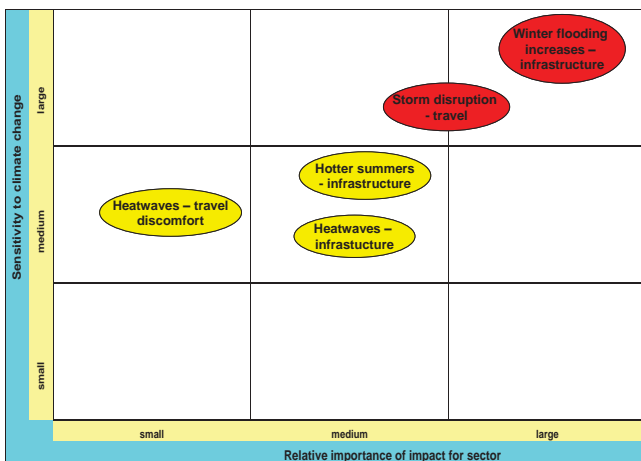 Winter flooding
increases –
infrastructure
Storm disruption
- travel
Hotter summers
- infrastructure
Heatwaves – travel
discomfort
Heatwaves –
infrastucture
Sensitivity to climate change
large
medium
small
small medium large
Relative importance of impact for sector